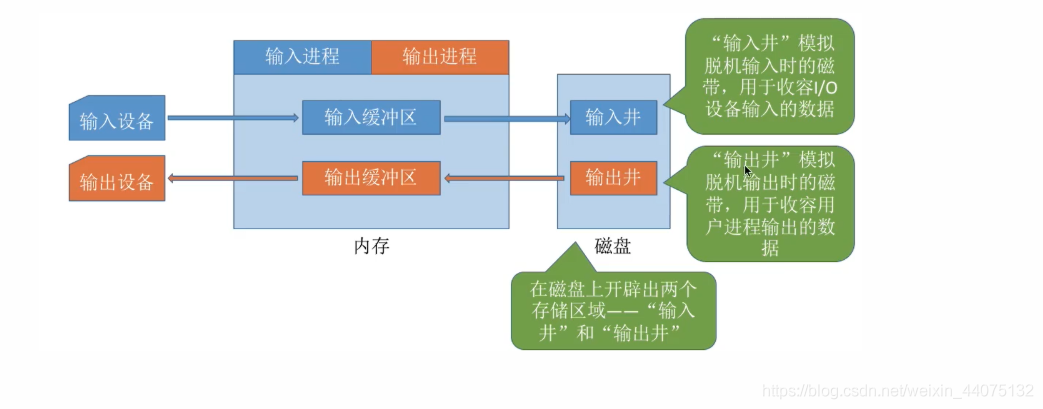 输入进程
输出进程
输入设备
输入缓冲区
输入井
输出设备
输出缓冲区
输出井
内存
磁盘
“输入井”模拟
脱机输入时的磁
带，用于收容I/O
设备输入的数据
“输出井”模拟
脱机输出时的磁
带，用于收容用
户进程输出的数
据
在磁盘上开辟出两个
存储区域——“输入
井”和“输出井”
https://blog.csdn.net/weixin_44075132